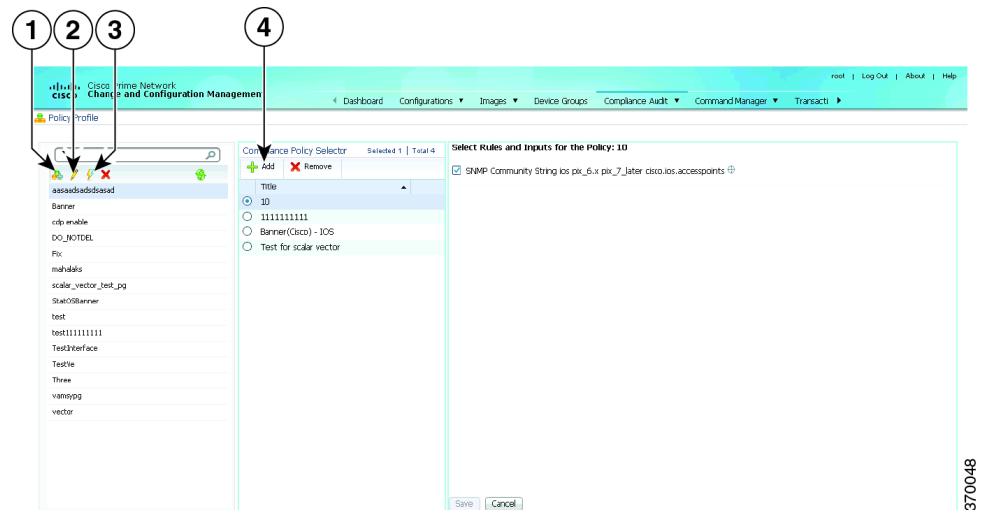 1 2 3 4
root | Log Out | About | Help
cisco Cisco Prime Network
Change and Configuration Management
Dashboard Configurations Images Device Groups Compliance Audit Command Manager Transacti
Policy Profile
Compliance Policy Selector Selected 1 | Total 4
Add Remove
Title
10
1111111111
Banner(Cisco) - IOS
Test for scalar vector
Select Rules and Inputs for the Policy: 10
SNMP Community String ios pix_6.x pix_7_later cisco.ios.accesspoints
aasaadsadsdsasad
Banner
cdp enable
DO_NOTDEL
Fix
mahalaks
scalar_vector_test_pg
StatOSBanner
test
test111111111
TestInterface
Three
vamsypg
vector
Save Cancel
370048